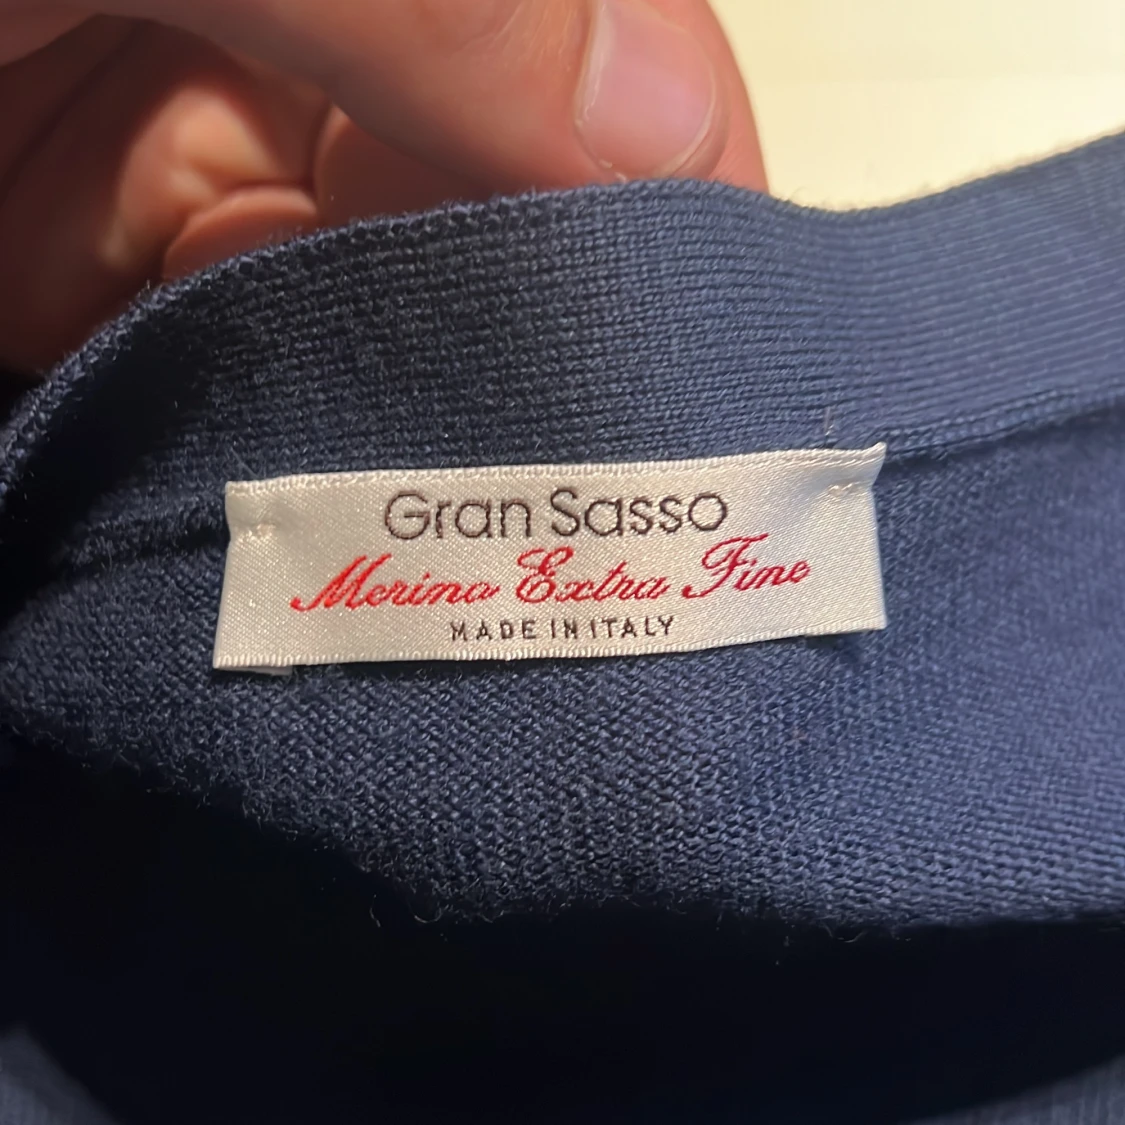 Gran Sasso
Merino Extra Fine
MADE IN ITALY